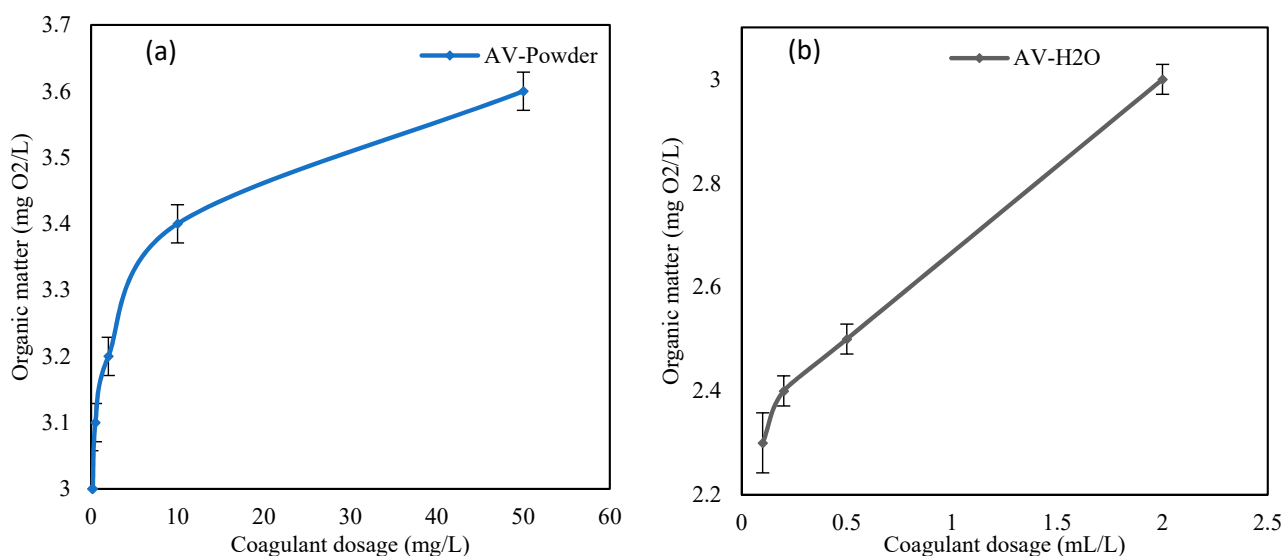 (a)
AV-Powder
Organic matter (mg O2/L)
3.7
3.6
3.5
3.4
3.3
3.2
3.1
3
0 10 20 30 40 50 60
Coagulant dosage (mg/L)
(b)
AV-H2O
Organic matter (mg O2/L)
3
2.8
2.6
2.4
2.2
0 0.5 1 1.5 2 2.5
Coagulant dosage (mL/L)